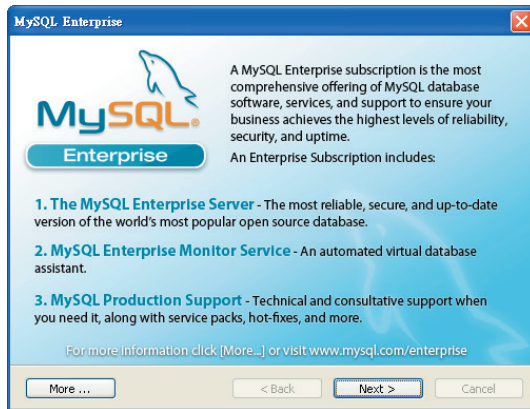 MySQL Enterprise
MySQL®
Enterprise
A MySQL Enterprise subscription is the most
comprehensive offering of MySQL database
software, services, and support to ensure your
business achieves the highest levels of reliability,
security, and uptime.
An Enterprise Subscription includes:
1. The MySQL Enterprise Server - The most reliable, secure, and up-to-date
version of the world's most popular open source database.
2. MySQL Enterprise Monitor Service - An automated virtual database
assistant.
3. MySQL Production Support - Technical and consultative support when
you need it, along with service packs, hot-fixes, and more.
For more information click [More...] or visit www.mysql.com/enterprise
More ...
< Back
Next >
Cancel